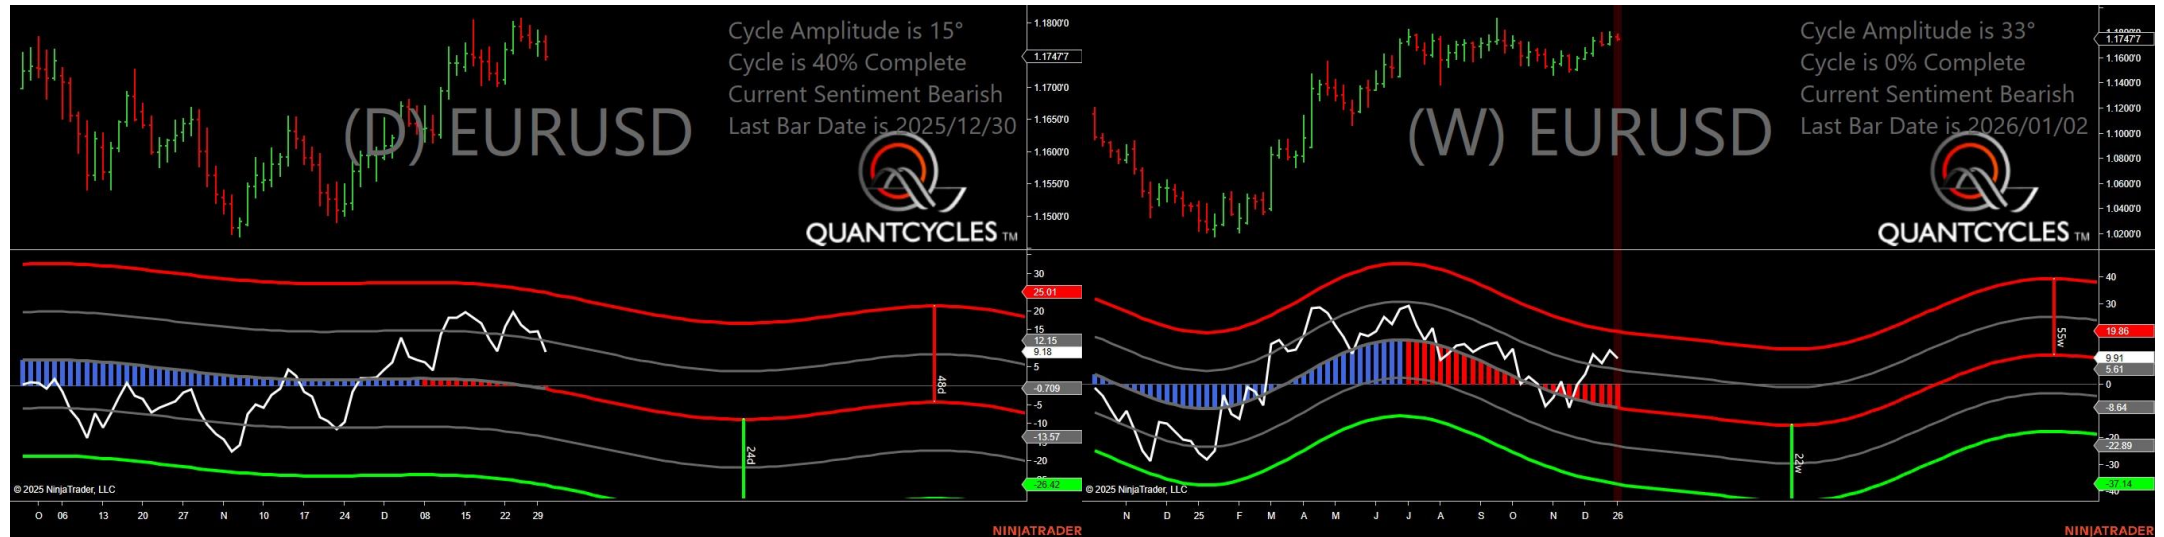 Cycle Amplitude is 15°
Cycle is 40% Complete
Current Sentiment Bearish
Last Bar Date is 2025/12/30
(D) EURUSD
QUANTCYCLES TM
1.1800'0
1.1747'7
1.1700'0
1.1650'0
1.1600'0
1.1550'0
1.1500'0
30
25.01
20
15
12.15
9.18
5
-0.709
-5
-10
-13.57
-20
-26.42
48d
24d
© 2025 NinjaTrader, LLC
O 06 13 20 27 N 10 17 24 D 08 15 22 29
NINJATRADER
Cycle Amplitude is 33°
Cycle is 0% Complete
Current Sentiment Bearish
Last Bar Date is 2026/01/02
(W) EURUSD
QUANTCYCLES TM
1.1747'7
1.1600'0
1.1400'0
1.1200'0
1.1000'0
1.0800'0
1.0600'0
1.0400'0
1.0200'0
40
30
19.86
9.91
5.61
0
-8.64
-22.89
-30
-37.14
55w
22w
© 2025 NinjaTrader, LLC
N D 25 F M A M J J A S O N D 26
NINJATRADER